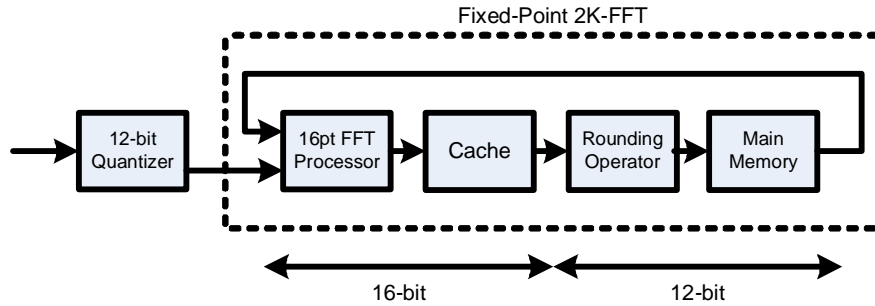 Fixed-Point 2K-FFT
12-bit
Quantizer
16pt FFT
Processor
Cache
Rounding
Operator
Main
Memory
16-bit
12-bit